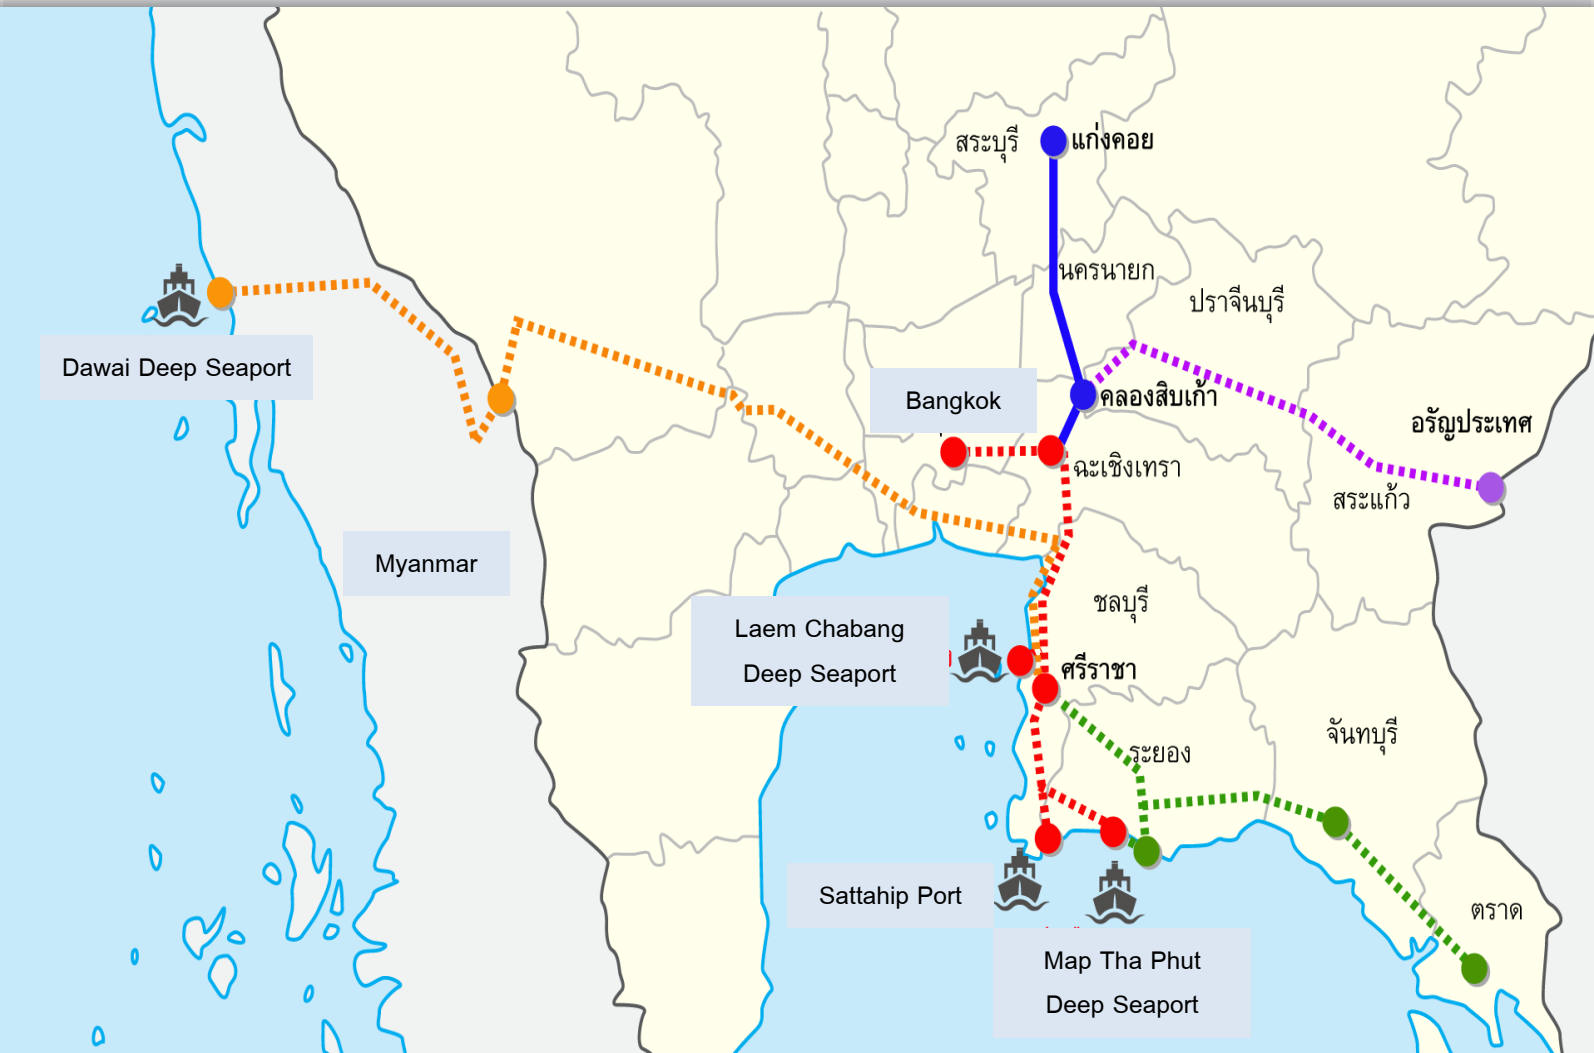 สระบุรี
แก่งคอย
นครนายก
ปราจีนบุรี
Dawai Deep Seaport
Bangkok
คลองสิบเก้า
อรัญประเทศ
ฉะเชิงเทรา
สระแก้ว
Myanmar
ชลบุรี
Laem Chabang
Deep Seaport
ศรีราชา
จันทบุรี
ระยอง
Sattahip Port
ตราด
Map Tha Phut
Deep Seaport